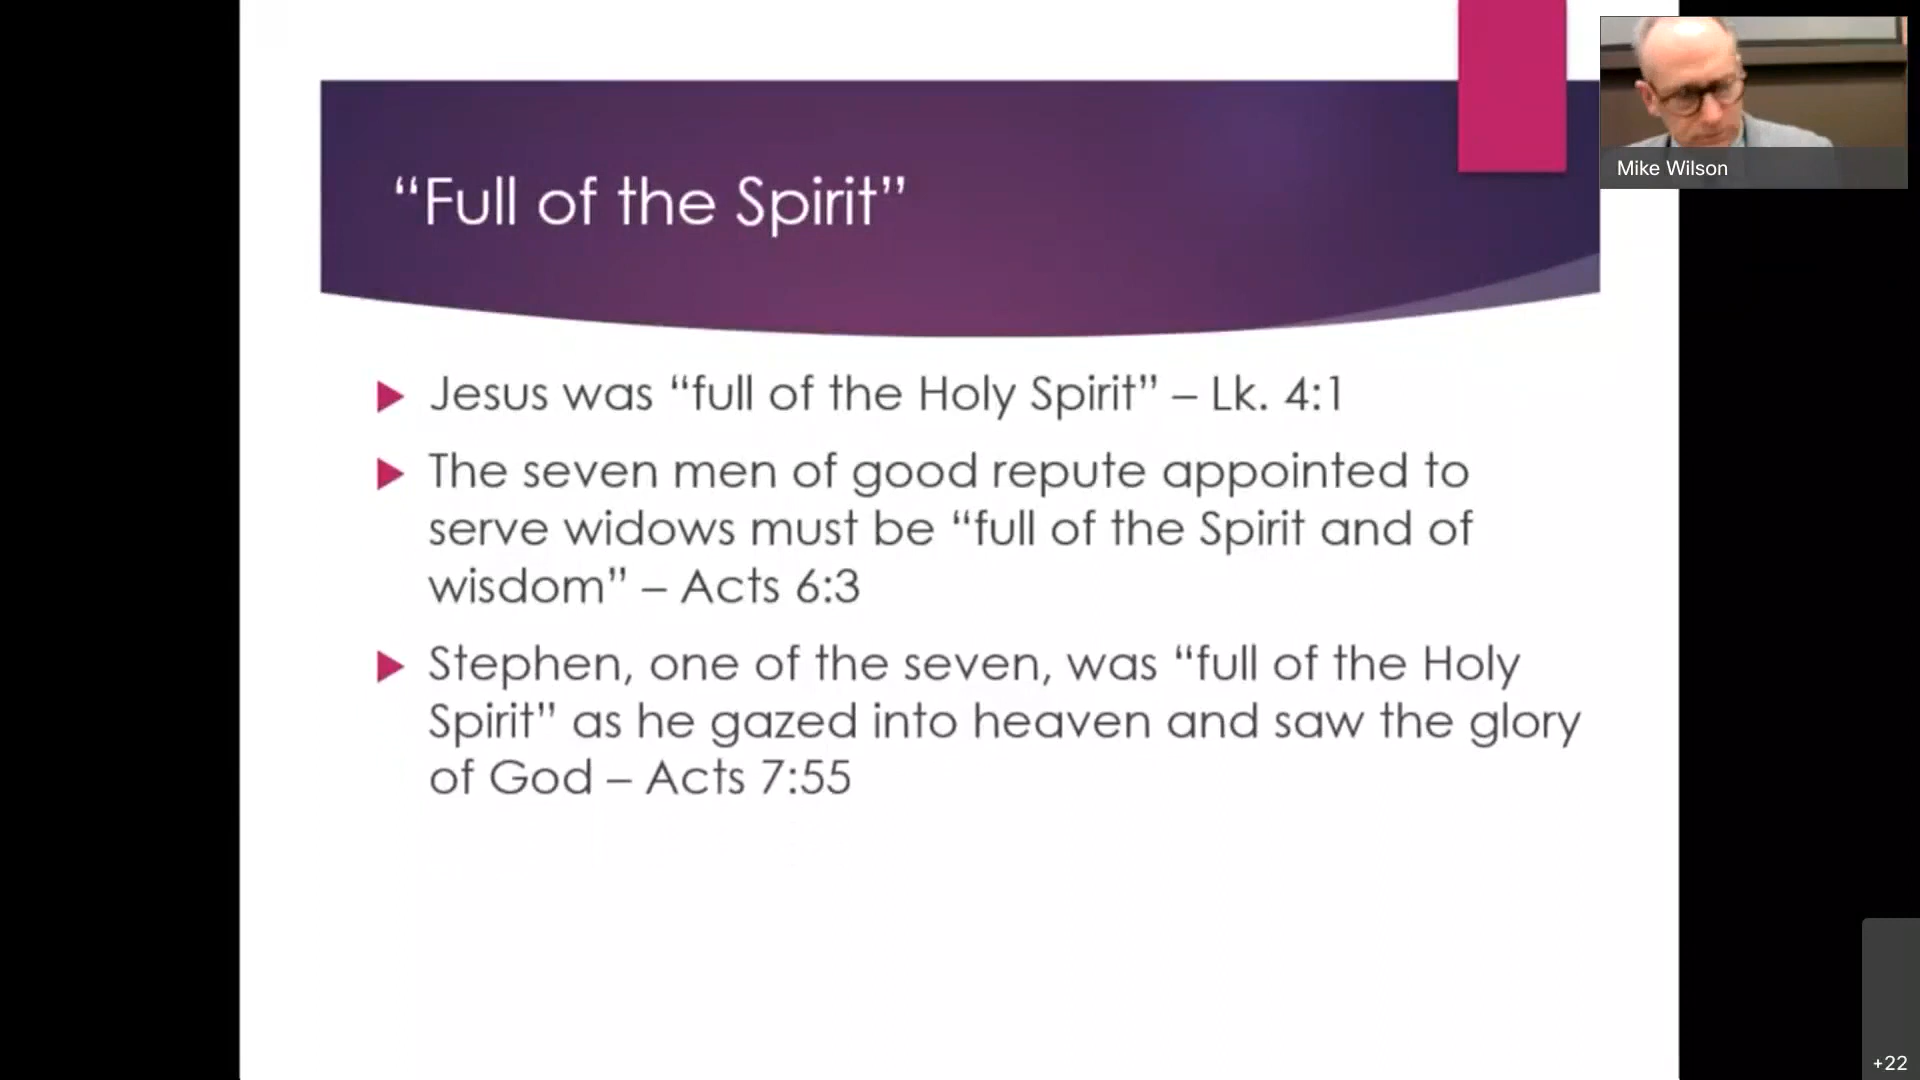 “Full of the Spirit”
Mike Wilson
Jesus was “full of the Holy Spirit” – Lk. 4:1
The seven men of good repute appointed to
serve widows must be “full of the Spirit and of
wisdom” – Acts 6:3
Stephen, one of the seven, was “full of the Holy
Spirit” as he gazed into heaven and saw the glory
of God – Acts 7:55
+22